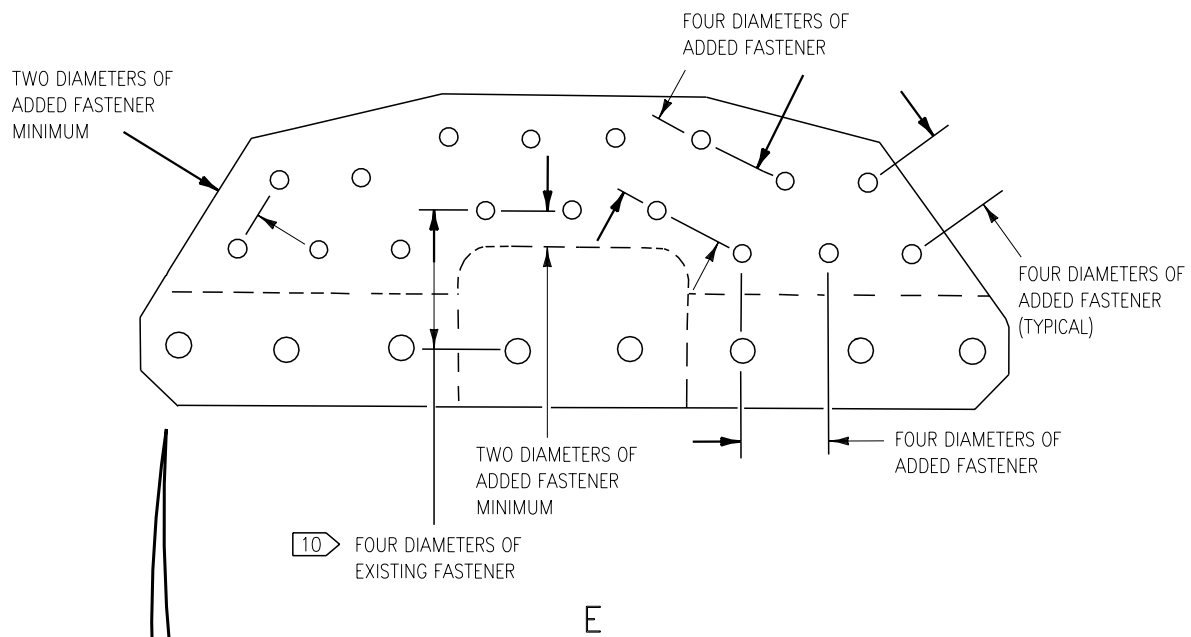 FOUR DIAMETERS OF
ADDED FASTENER
TWO DIAMETERS OF
ADDED FASTENER
MINIMUM
FOUR DIAMETERS OF
ADDED FASTENER
(TYPICAL)
FOUR DIAMETERS OF
ADDED FASTENER
TWO DIAMETERS OF
ADDED FASTENER
MINIMUM
10 FOUR DIAMETERS OF
EXISTING FASTENER
E